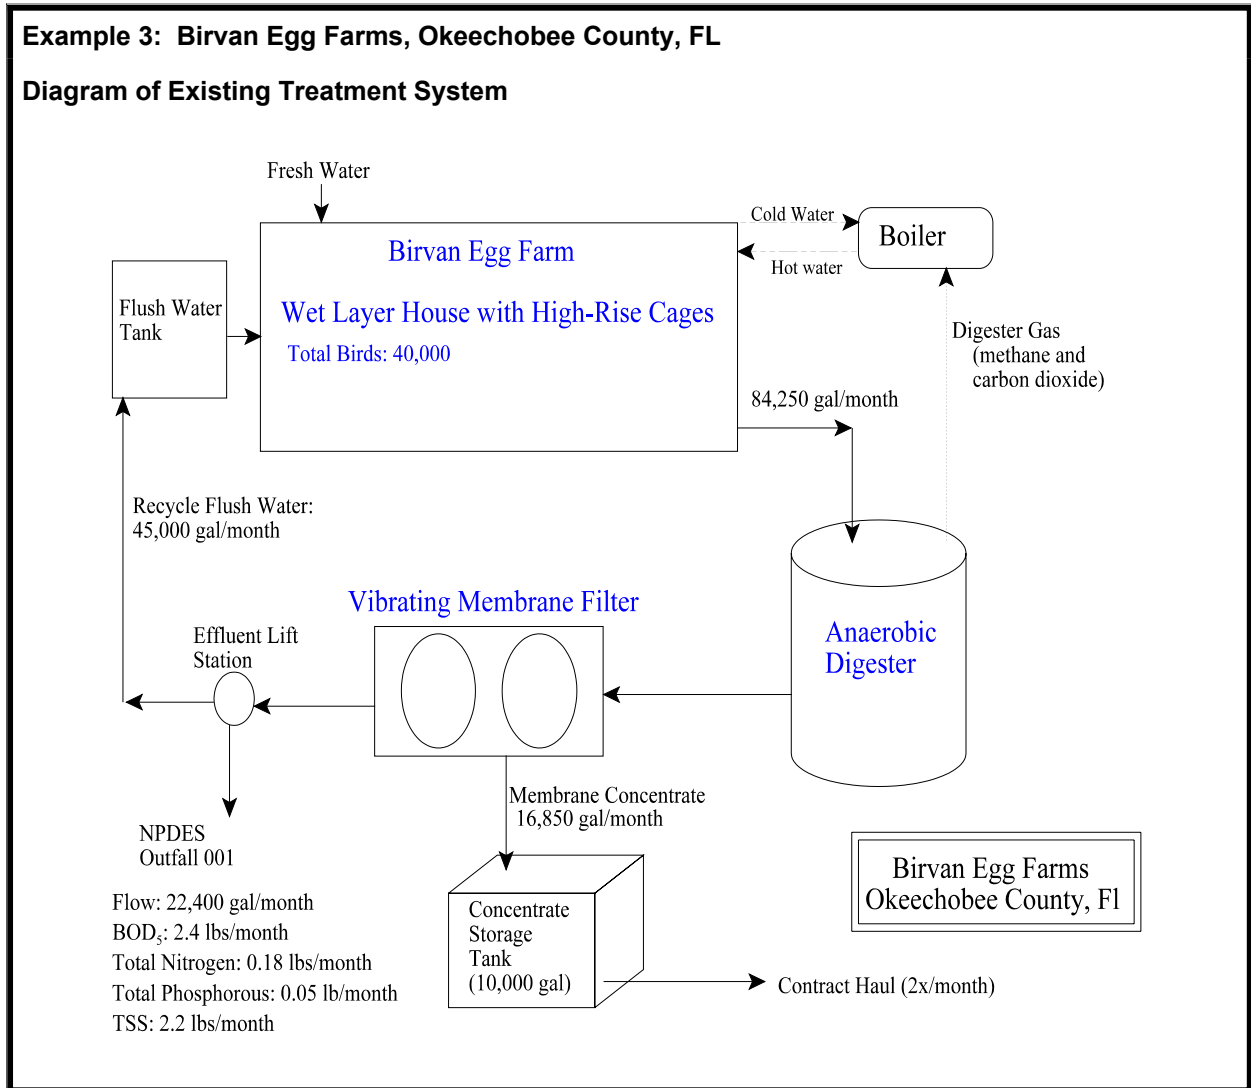 Example 3: Birvan Egg Farms, Okeechobee County, FL
Diagram of Existing Treatment System
Fresh Water
Cold Water
Boiler
Hot water
Birvan Egg Farm
Wet Layer House with High-Rise Cages
Total Birds: 40,000
Flush Water
Tank
Digester Gas
(methane and
carbon dioxide)
84,250 gal/month
Recycle Flush Water:
45,000 gal/month
Vibrating Membrane Filter
Anaerobic
Digester
Effluent Lift
Station
Membrane Concentrate
16,850 gal/month
NPDES
Outfall 001
Flow: 22,400 gal/month
BOD₅: 2.4 lbs/month
Total Nitrogen: 0.18 lbs/month
Total Phosphorous: 0.05 lb/month
TSS: 2.2 lbs/month
Concentrate
Storage
Tank
(10,000 gal)
Contract Haul (2x/month)
Birvan Egg Farms
Okeechobee County, Fl